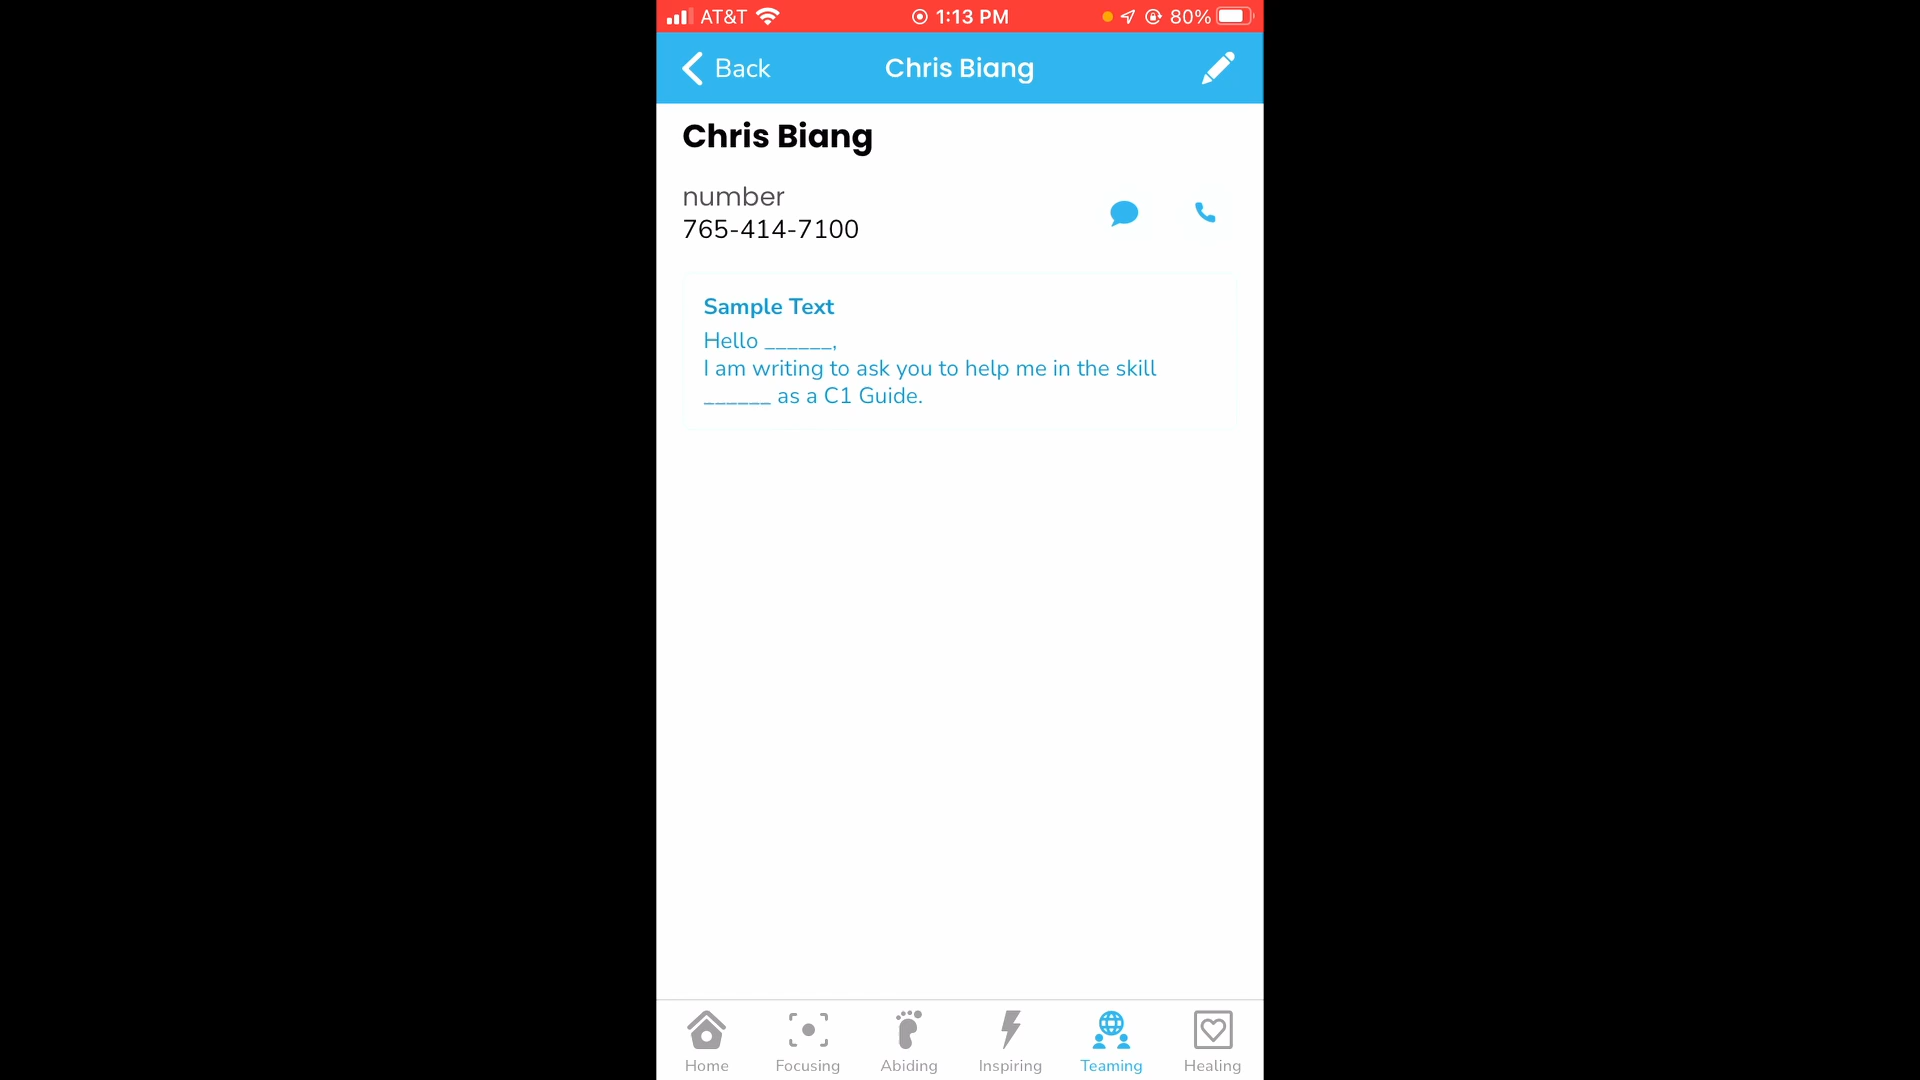 AT&T 1:13 PM 80%
Back Chris Biang
Chris Biang
number
765-414-7100
Sample Text
Hello ______,
I am writing to ask you to help me in the skill
______ as a C1 Guide.
Home Focusing Abiding Inspiring Teaming Healing